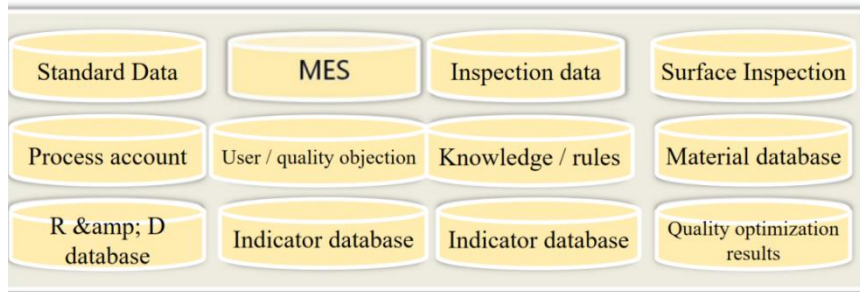 Standard Data
MES
Inspection data
Surface Inspection
Process account
User / quality objection
Knowledge / rules
Material database
R &amp; D
database
Indicator database
Indicator database
Quality optimization
results